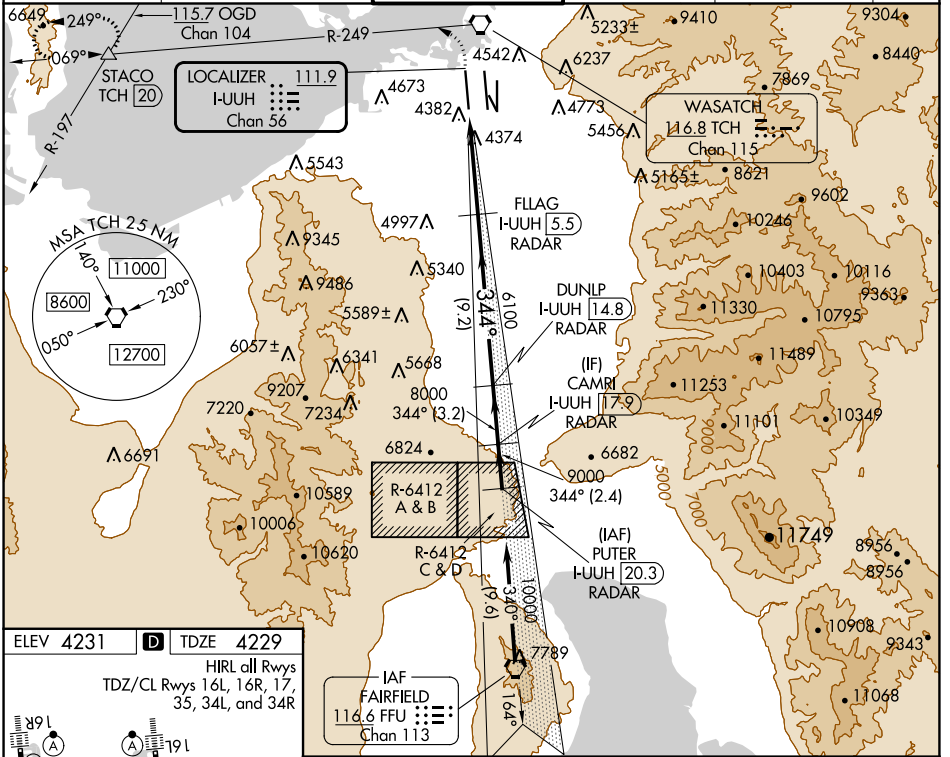 6649
249°
069°
115.7 OGD
Chan 104
R-249
STACO
TCH 20
R-197
LOCALIZER 111.9
I-UUH
Chan 56
4542
5233±
9410
9304
6237
8440
4673
4382
4374
4773
7869
5456
WASATCH
116.8 TCH
Chan 115
5543
5165±
8621
9602
FLLAG
I-UUH 5.5
RADAR
4997
10246
MSA TCH 25 NM
140°
11000
230°
8600
050°
12700
9345
9486
5340
10403
10116
9363
5589±
344°
(9.2)
6100
DUNLP
I-UUH 14.8
RADAR
11330
10795
6057±
6341
5668
11489
(IF)
CAMRI
I-UUH 17.9
RADAR
9207
7234
7220
8000
344° (3.2)
11253
11101
10349
6691
6824
6682
9000
344° (2.4)
5000
7000
7000
R-6412
A & B
R-6412
C & D
10589
10006
10620
(IAF)
PUTER
I-UUH 20.3
RADAR
11749
8956
8956
340°
(9.6)
10000
7789
164°
10908
9343
11068
IAF
FAIRFIELD
116.6 FFU
Chan 113
ELEV 4231 D TDZE 4229
HIRL all Rwys
TDZ/CL Rwys 16L, 16R, 17,
35, 34L, and 34R
16R
A
A
16L